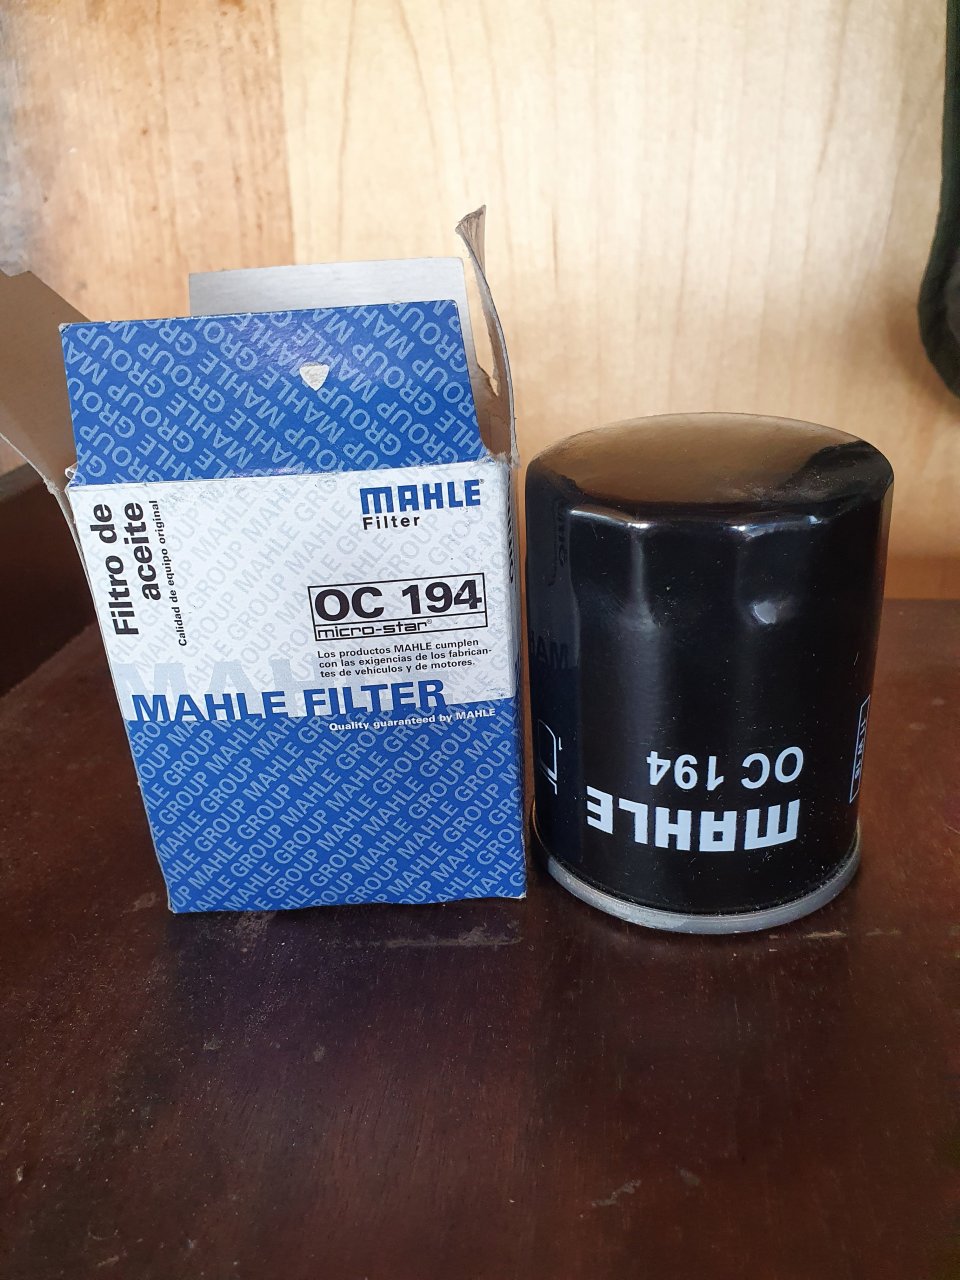 Filtro de
aceite
Calidad de equipo original
MAHLE
Filter
OC 194
micro-star®
Los productos MAHLE cumplen
con las exigencias de los fabrican-
tes de vehículos y de motores.
MAHLE FILTER
Quality guaranteed by MAHLE
MAHLE
OC 194